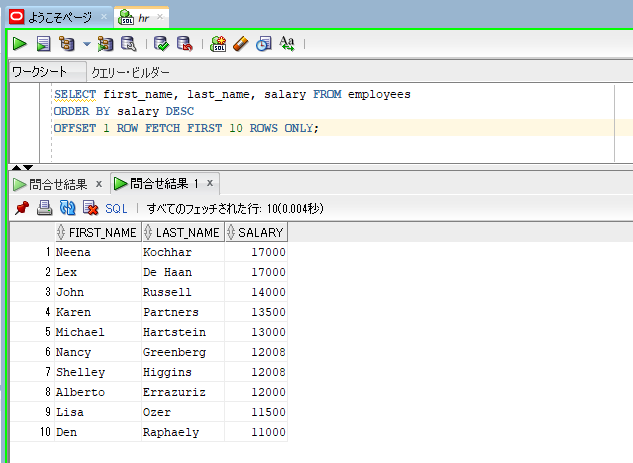 ようこそページ hr
ワークシート クエリー・ビルダー
SELECT first_name, last_name, salary FROM employees
ORDER BY salary DESC
OFFSET 1 ROW FETCH FIRST 10 ROWS ONLY;
問合せ結果 x 問合せ結果 1 x
SQL | すべてのフェッチされた行: 10(0.004秒)
FIRST_NAME LAST_NAME SALARY
1 Neena Kochhar 17000
2 Lex De Haan 17000
3 John Russell 14000
4 Karen Partners 13500
5 Michael Hartstein 13000
6 Nancy Greenberg 12008
7 Shelley Higgins 12008
8 Alberto Errazuriz 12000
9 Lisa Ozer 11500
10 Den Raphaely 11000